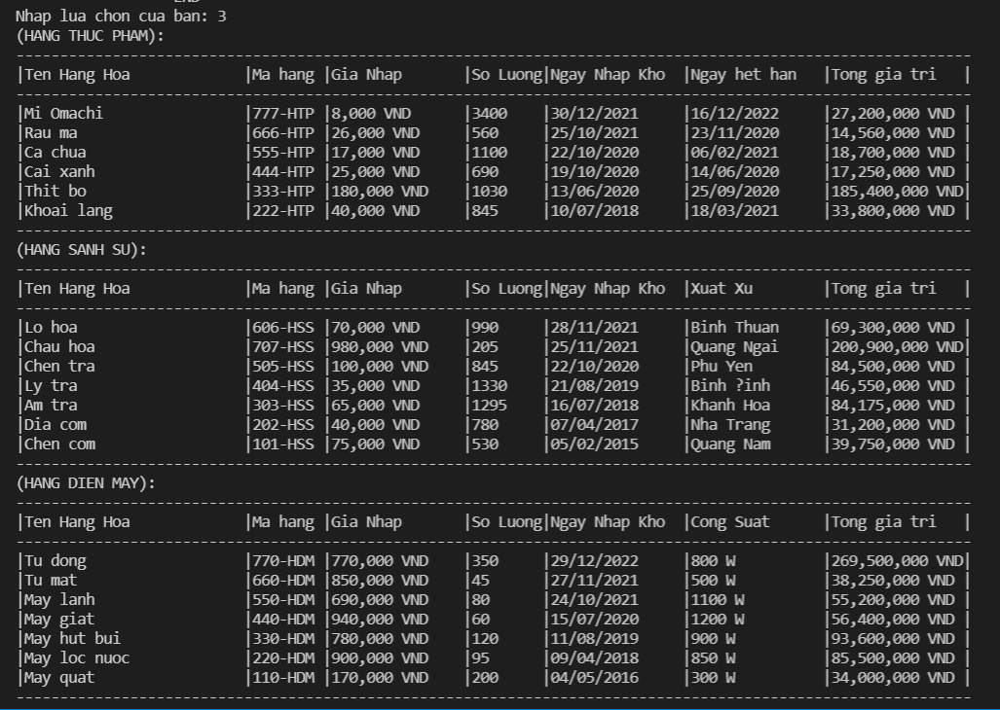 Nhap lua chon cua ban: 3
(HANG THUC PHAM):
|Ten Hang Hoa |Ma hang |Gia Nhap |So Luong|Ngay Nhap Kho |Ngay het han |Tong gia tri |
|Mi Omachi |777-HTP |8,000 VND |3400 |30/12/2021 |16/12/2022 |27,200,000 VND |
|Rau ma |666-HTP |26,000 VND |560 |25/10/2021 |23/11/2020 |14,560,000 VND |
|Ca chua |555-HTP |17,000 VND |1100 |22/10/2020 |06/02/2021 |18,700,000 VND |
|Cai xanh |444-HTP |25,000 VND |690 |19/10/2020 |14/06/2020 |17,250,000 VND |
|Thit bo |333-HTP |180,000 VND |1030 |13/06/2020 |25/09/2020 |185,400,000 VND|
|Khoai lang |222-HTP |40,000 VND |845 |10/07/2018 |18/03/2021 |33,800,000 VND |
(HANG SANH SU):
|Ten Hang Hoa |Ma hang |Gia Nhap |So Luong|Ngay Nhap Kho |Xuat Xu |Tong gia tri |
|Lo hoa |606-HSS |70,000 VND |990 |28/11/2021 |Binh Thuan |69,300,000 VND |
|Chau hoa |707-HSS |980,000 VND |205 |25/11/2021 |Quang Ngai |200,900,000 VND|
|Chen tra |505-HSS |100,000 VND |845 |22/10/2020 |Phu Yen |84,500,000 VND |
|Ly tra |404-HSS |35,000 VND |1330 |21/08/2019 |Binh ?inh |46,550,000 VND |
|Am tra |303-HSS |65,000 VND |1295 |16/07/2018 |Khanh Hoa |84,175,000 VND |
|Dia com |202-HSS |40,000 VND |780 |07/04/2017 |Nha Trang |31,200,000 VND |
|Chen com |101-HSS |75,000 VND |530 |05/02/2015 |Quang Nam |39,750,000 VND |
(HANG DIEN MAY):
|Ten Hang Hoa |Ma hang |Gia Nhap |So Luong|Ngay Nhap Kho |Cong Suat |Tong gia tri |
|Tu dong |770-HDM |770,000 VND |350 |29/12/2022 |800 W |269,500,000 VND|
|Tu mat |660-HDM |850,000 VND |45 |27/11/2021 |500 W |38,250,000 VND |
|May lanh |550-HDM |690,000 VND |80 |24/10/2021 |1100 W |55,200,000 VND |
|May giat |440-HDM |940,000 VND |60 |15/07/2020 |1200 W |56,400,000 VND |
|May hut bui |330-HDM |780,000 VND |120 |11/08/2019 |900 W |93,600,000 VND |
|May loc nuoc |220-HDM |900,000 VND |95 |09/04/2018 |850 W |85,500,000 VND |
|May quat |110-HDM |170,000 VND |200 |04/05/2016 |300 W |34,000,000 VND |